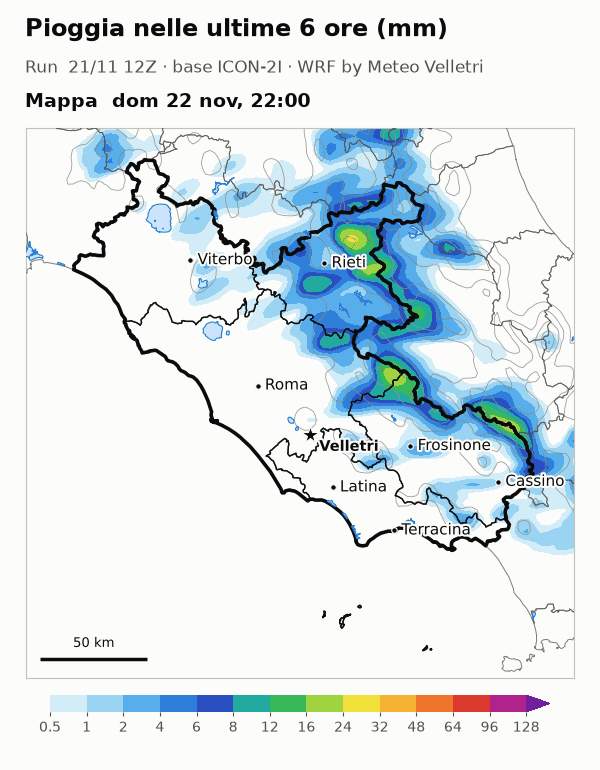 Pioggia nelle ultime 6 ore (mm)
Run 21/11 12Z · base ICON-2I · WRF by Meteo Velletri
Mappa dom 22 nov, 22:00
Viterbo
Rieti
Roma
Velletri
Frosinone
Latina
Cassino
Terracina
50 km
0.5 1 2 4 6 8 12 16 24 32 48 64 96 128